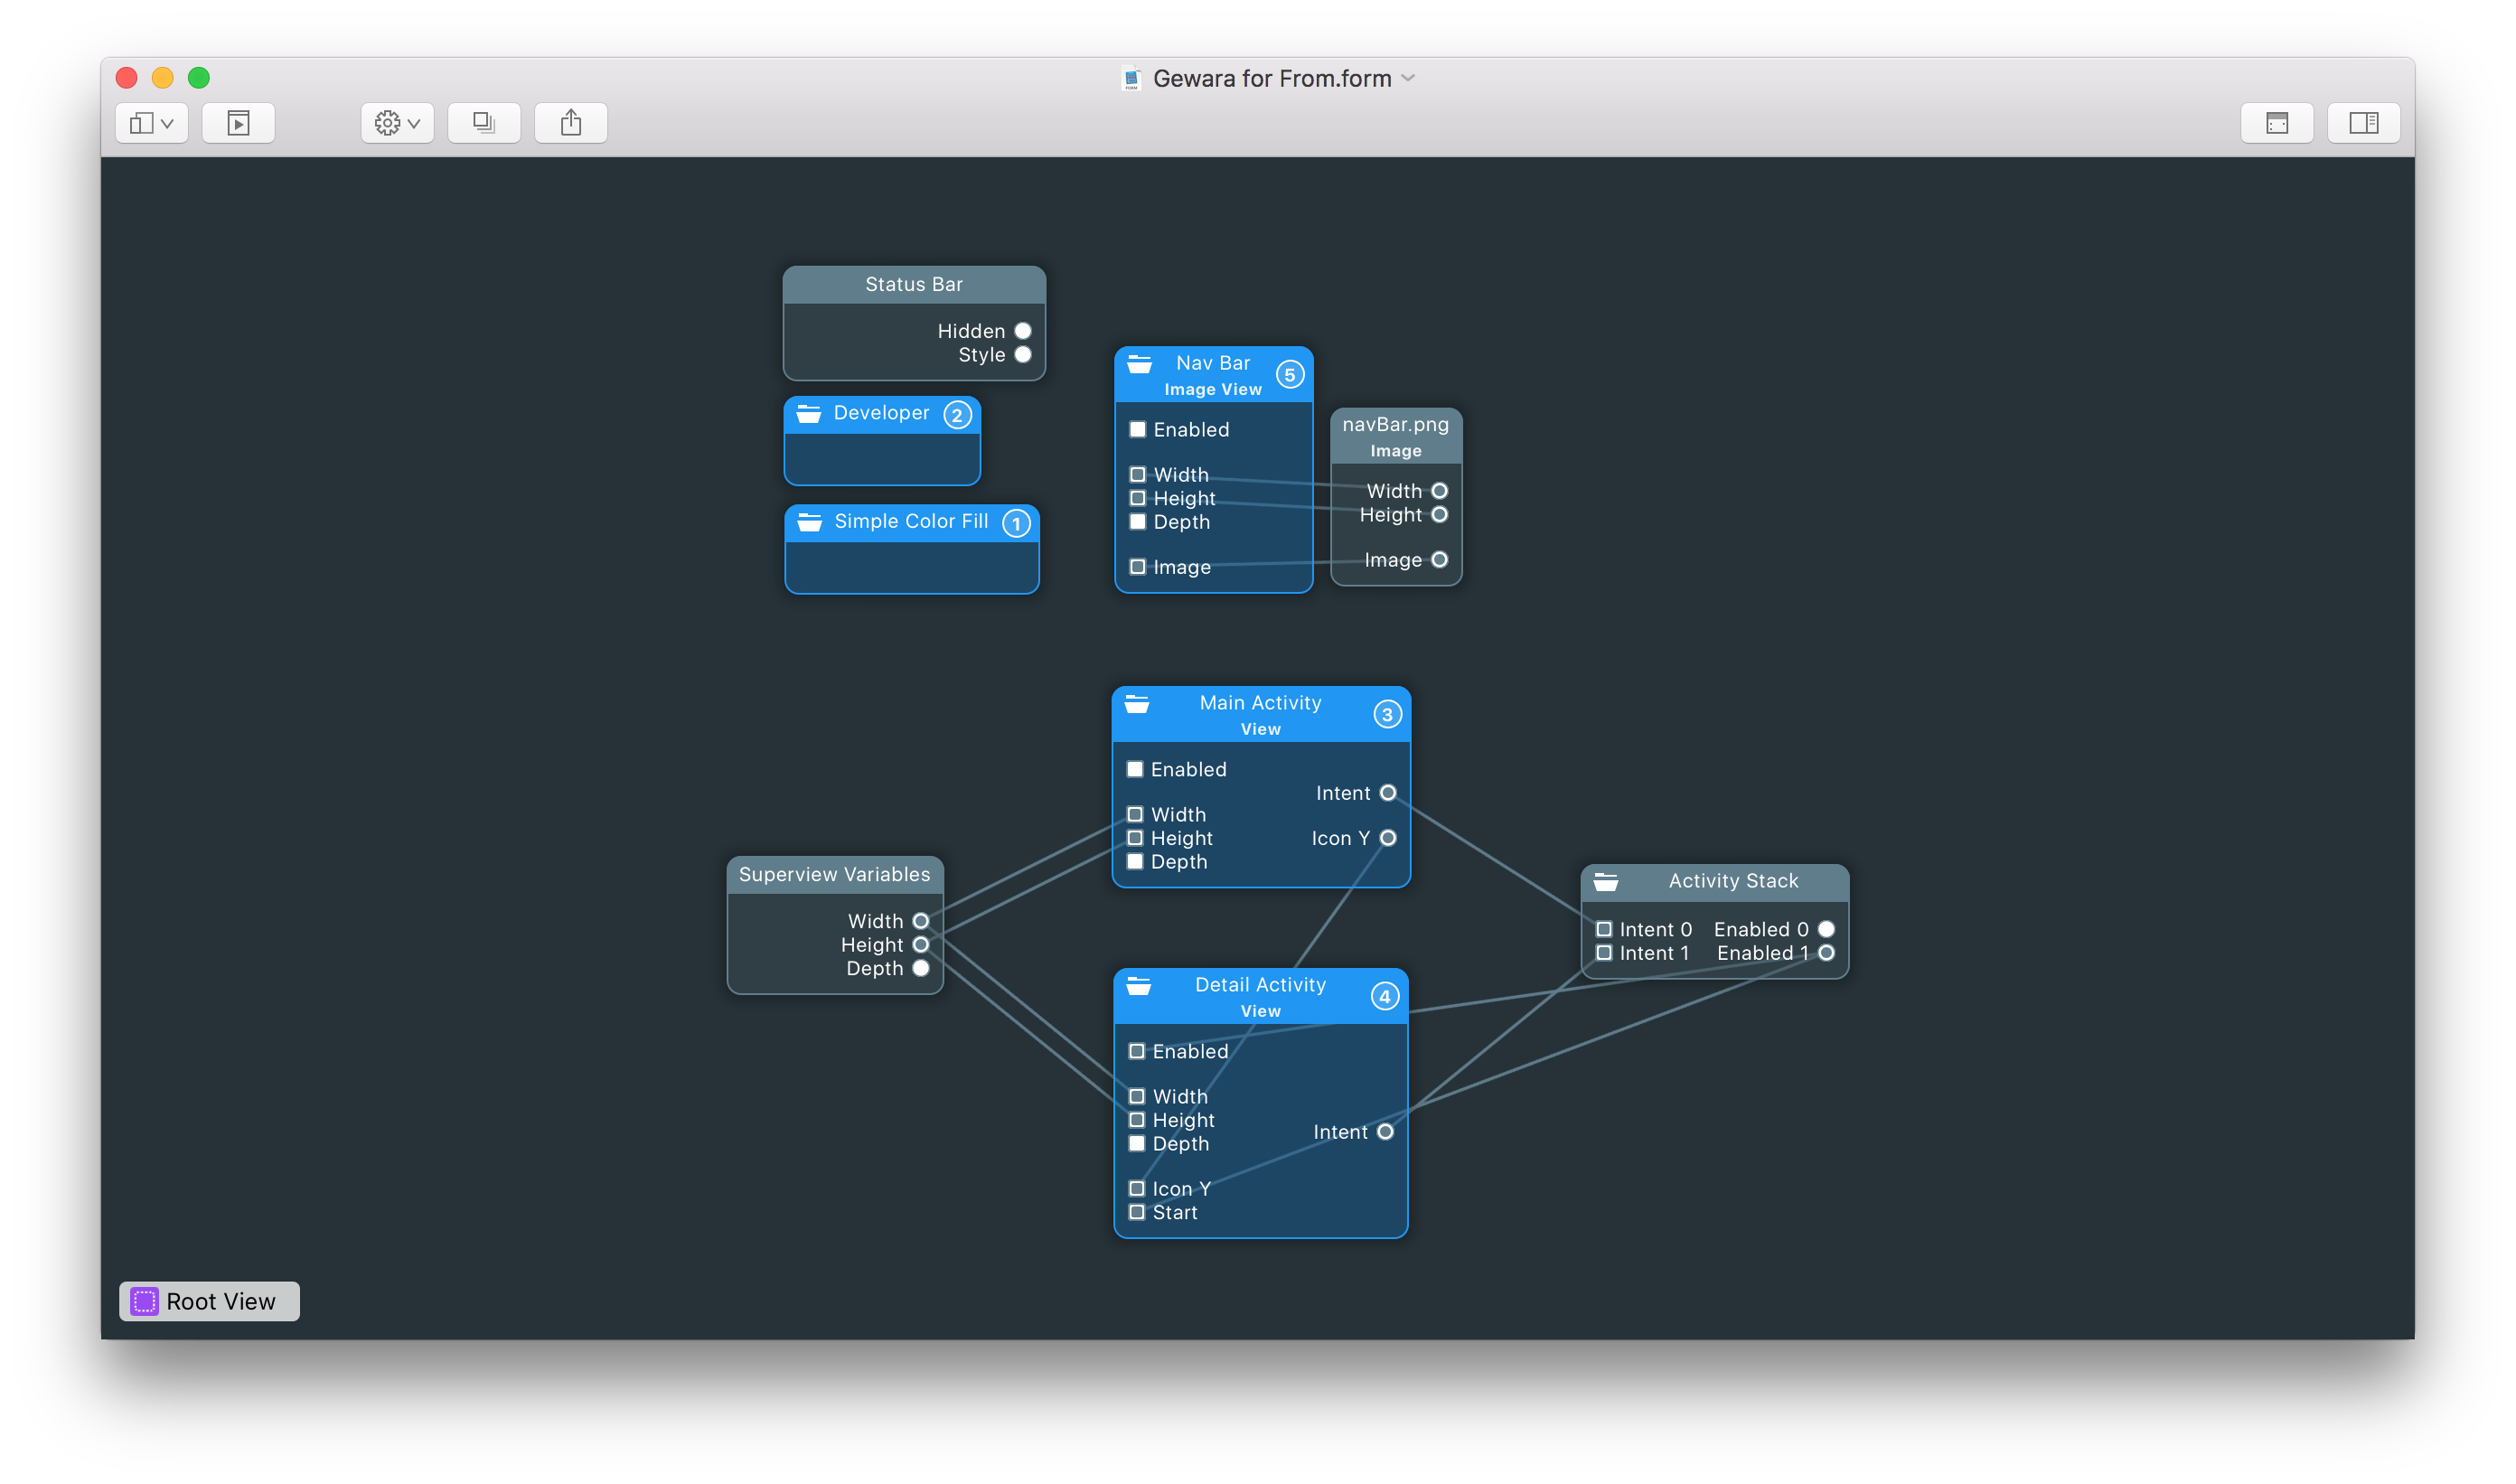 Gewara for From.form
Status Bar
Hidden
Style
Developer 2
Simple Color Fill 1
Nav Bar 5
Image View
Enabled
Width
Height
Depth
Image
navBar.png
Image
Width
Height
Image
Main Activity 3
View
Enabled
Intent
Width
Height
Icon Y
Depth
Superview Variables
Width
Height
Depth
Activity Stack
Intent 0 Enabled 0
Intent 1 Enabled 1
Detail Activity 4
View
Enabled
Width
Height
Intent
Depth
Icon Y
Start
Root View